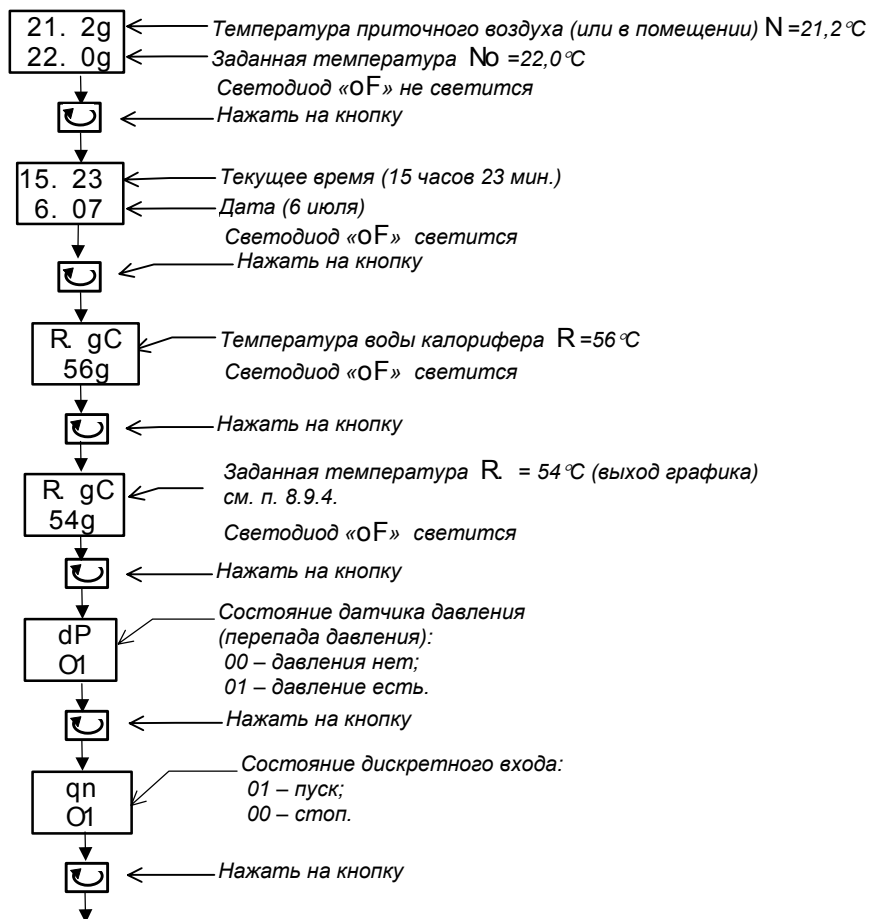 21. 2g
Температура приточного воздуха (или в помещении) N =21,2°C
22. 0g
Заданная температура No =22,0°C
Светодиод «oF» не светится
Нажать на кнопку
15. 23
Текущее время (15 часов 23 мин.)
6. 07
Дата (6 июля)
Светодиод «oF» светится
Нажать на кнопку
R. gC
Температура воды калорифера R =56°C
56g
Светодиод «oF» светится
Нажать на кнопку
R. gC
Заданная температура R. = 54°C (выход графика)
см. п. 8.9.4.
54g
Светодиод «oF» светится
Нажать на кнопку
dP
O1
Состояние датчика давления
(перепада давления):
00 – давления нет;
01 – давление есть.
Нажать на кнопку
qn
O1
Состояние дискретного входа:
01 – пуск;
00 – стоп.
Нажать на кнопку